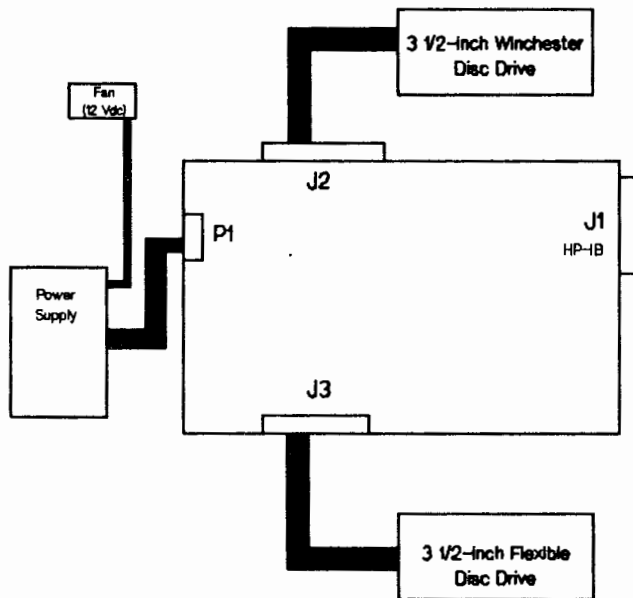 3 1/2-inch Winchester
Disc Drive
Fan
(12 Vdc)
J2
P1
J1
HP-IB
Power
Supply
J3
3 1/2-inch Flexible
Disc Drive